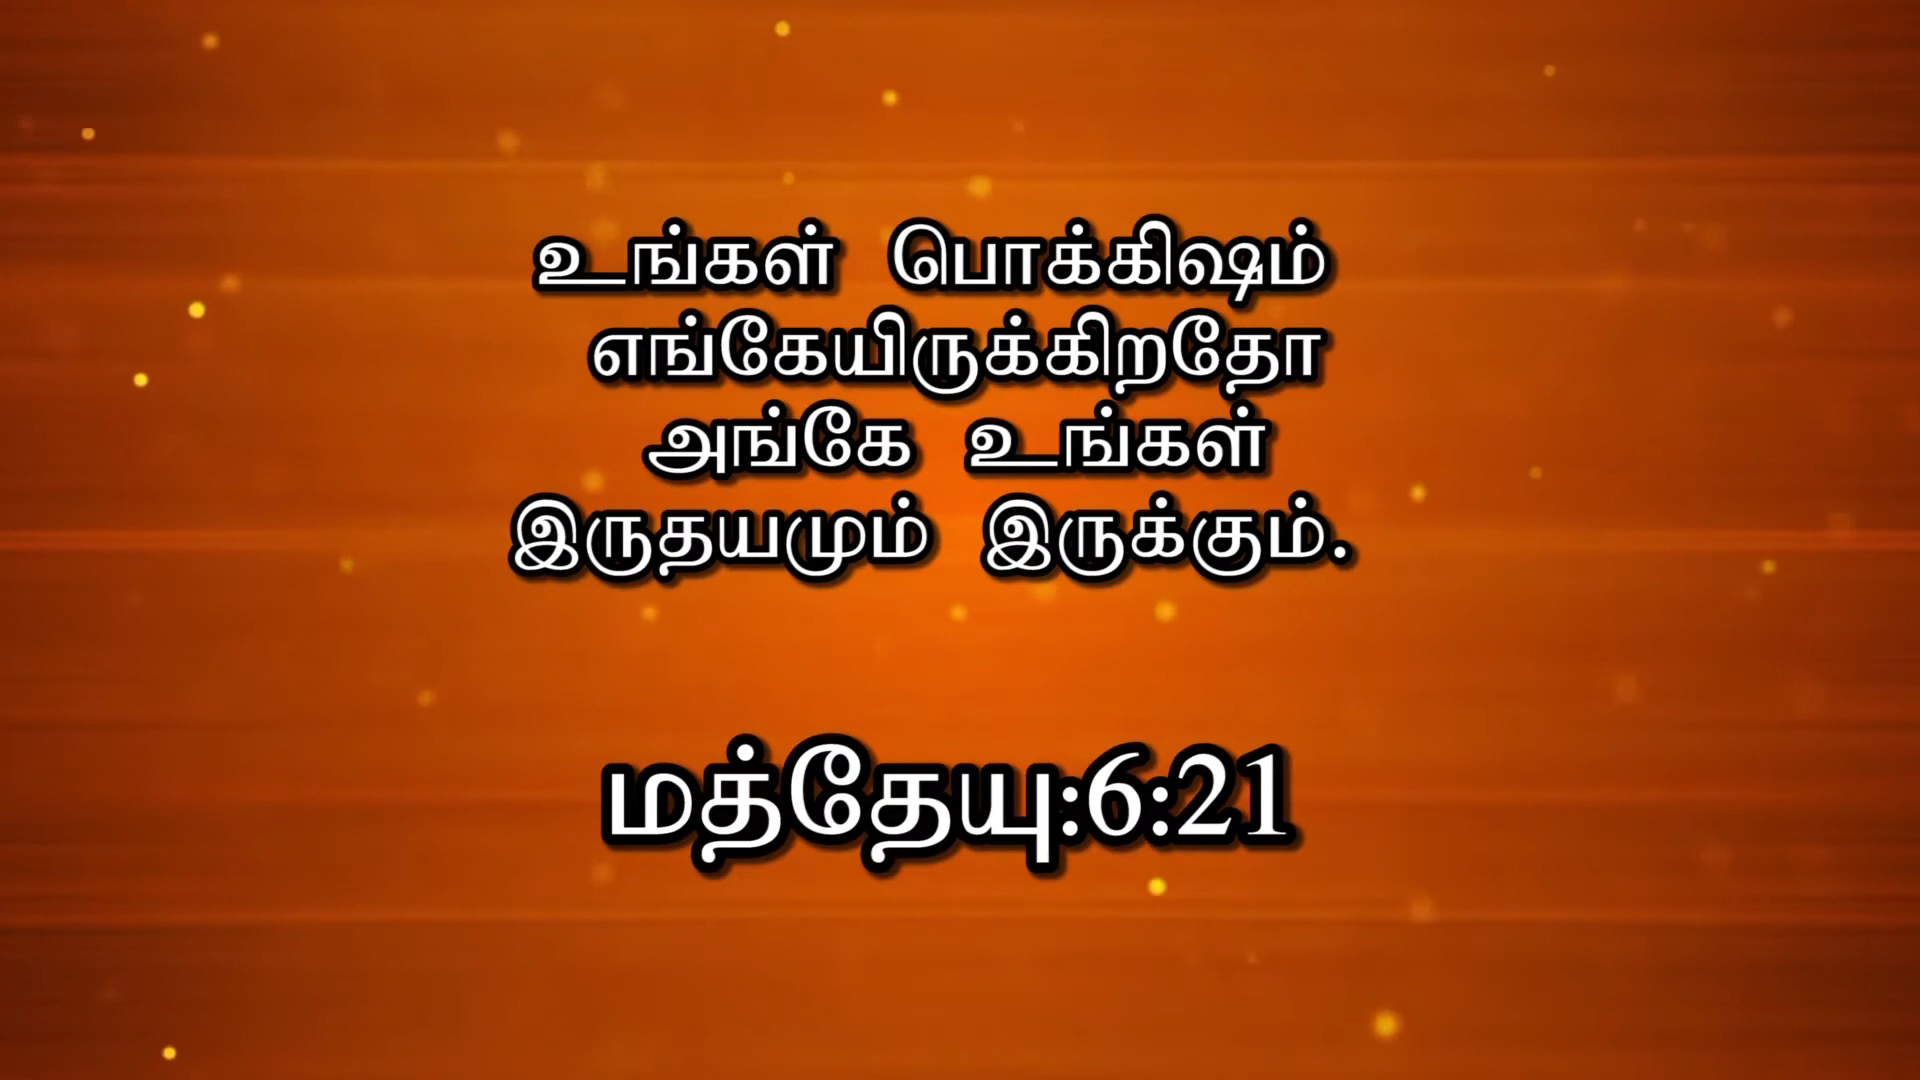 உங்கள் பொக்கிஷம்
எங்கேயிருக்கிறதோ
அங்கே உங்கள்
இருதயமும் இருக்கும்.
மத்தேயு:6:21